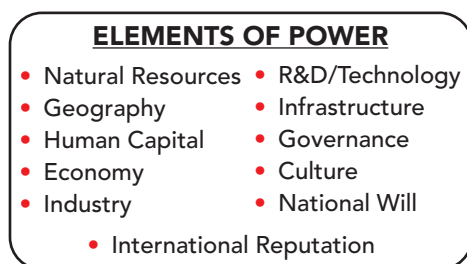 ELEMENTS OF POWER
• Natural Resources
• Geography
• Human Capital
• Economy
• Industry
• R&D/Technology
• Infrastructure
• Governance
• Culture
• National Will
• International Reputation